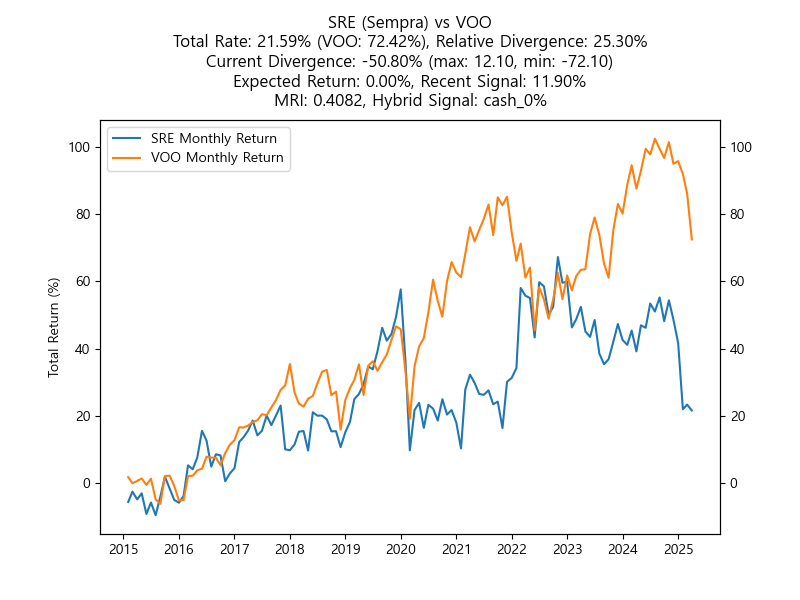 SRE (Sempra) vs VOO
Total Rate: 21.59% (VOO: 72.42%), Relative Divergence: 25.30%
Current Divergence: -50.80% (max: 12.10, min: -72.10)
Expected Return: 0.00%, Recent Signal: 11.90%
MRI: 0.4082, Hybrid Signal: cash_0%
SRE Monthly Return
VOO Monthly Return
Total Return (%)
100
80
60
40
20
0
100
80
60
40
20
0
2015 2016 2017 2018 2019 2020 2021 2022 2023 2024 2025